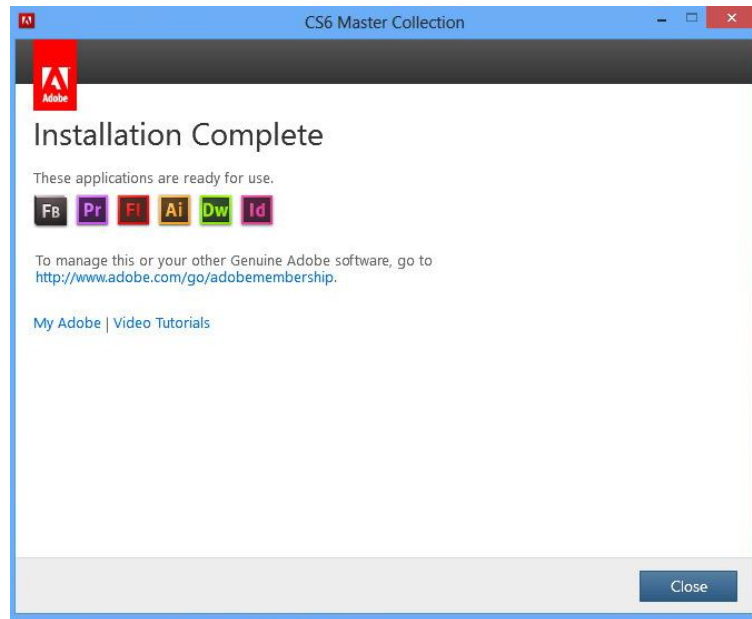 CS6 Master Collection
Adobe
Installation Complete
These applications are ready for use.
FB Pr Fl Ai Dw Id
To manage this or your other Genuine Adobe software, go to
http://www.adobe.com/go/adobemembership.
My Adobe | Video Tutorials
Close